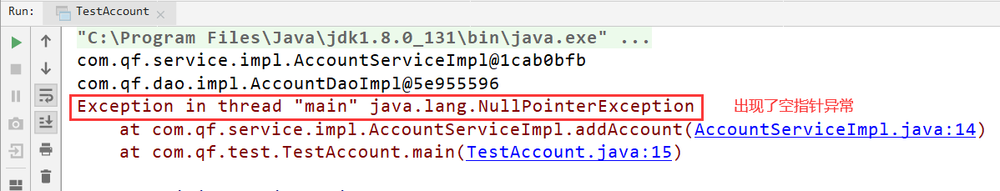 Run: TestAccount
"C:\Program Files\Java\jdk1.8.0_131\bin\java.exe" ...
com.qf.service.impl.AccountServiceImpl@1cab0bfb
com.qf.dao.impl.AccountDaoImpl@5e955596
Exception in thread "main" java.lang.NullPointerException 出现了空指针异常
at com.qf.service.impl.AccountServiceImpl.addAccount(AccountServiceImpl.java:14)
at com.qf.test.TestAccount.main(TestAccount.java:15)